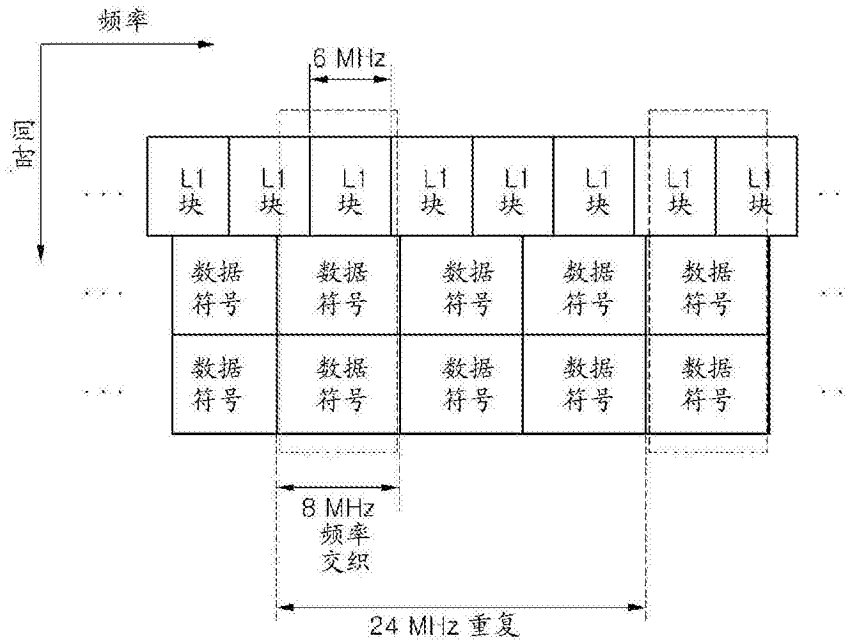 频率
6 MHz
时间
L1 L1 L1 L1 L1 L1 L1 L1
... 块 块 块 块 块 块 块 块 ..
数据 数据 数据 数据 数据
... 符号 符号 符号 符号 符号 ..
数据 数据 数据 数据 数据
... 符号 符号 符号 符号 符号 ..
8 MHz
频率
交织
24 MHz 重复